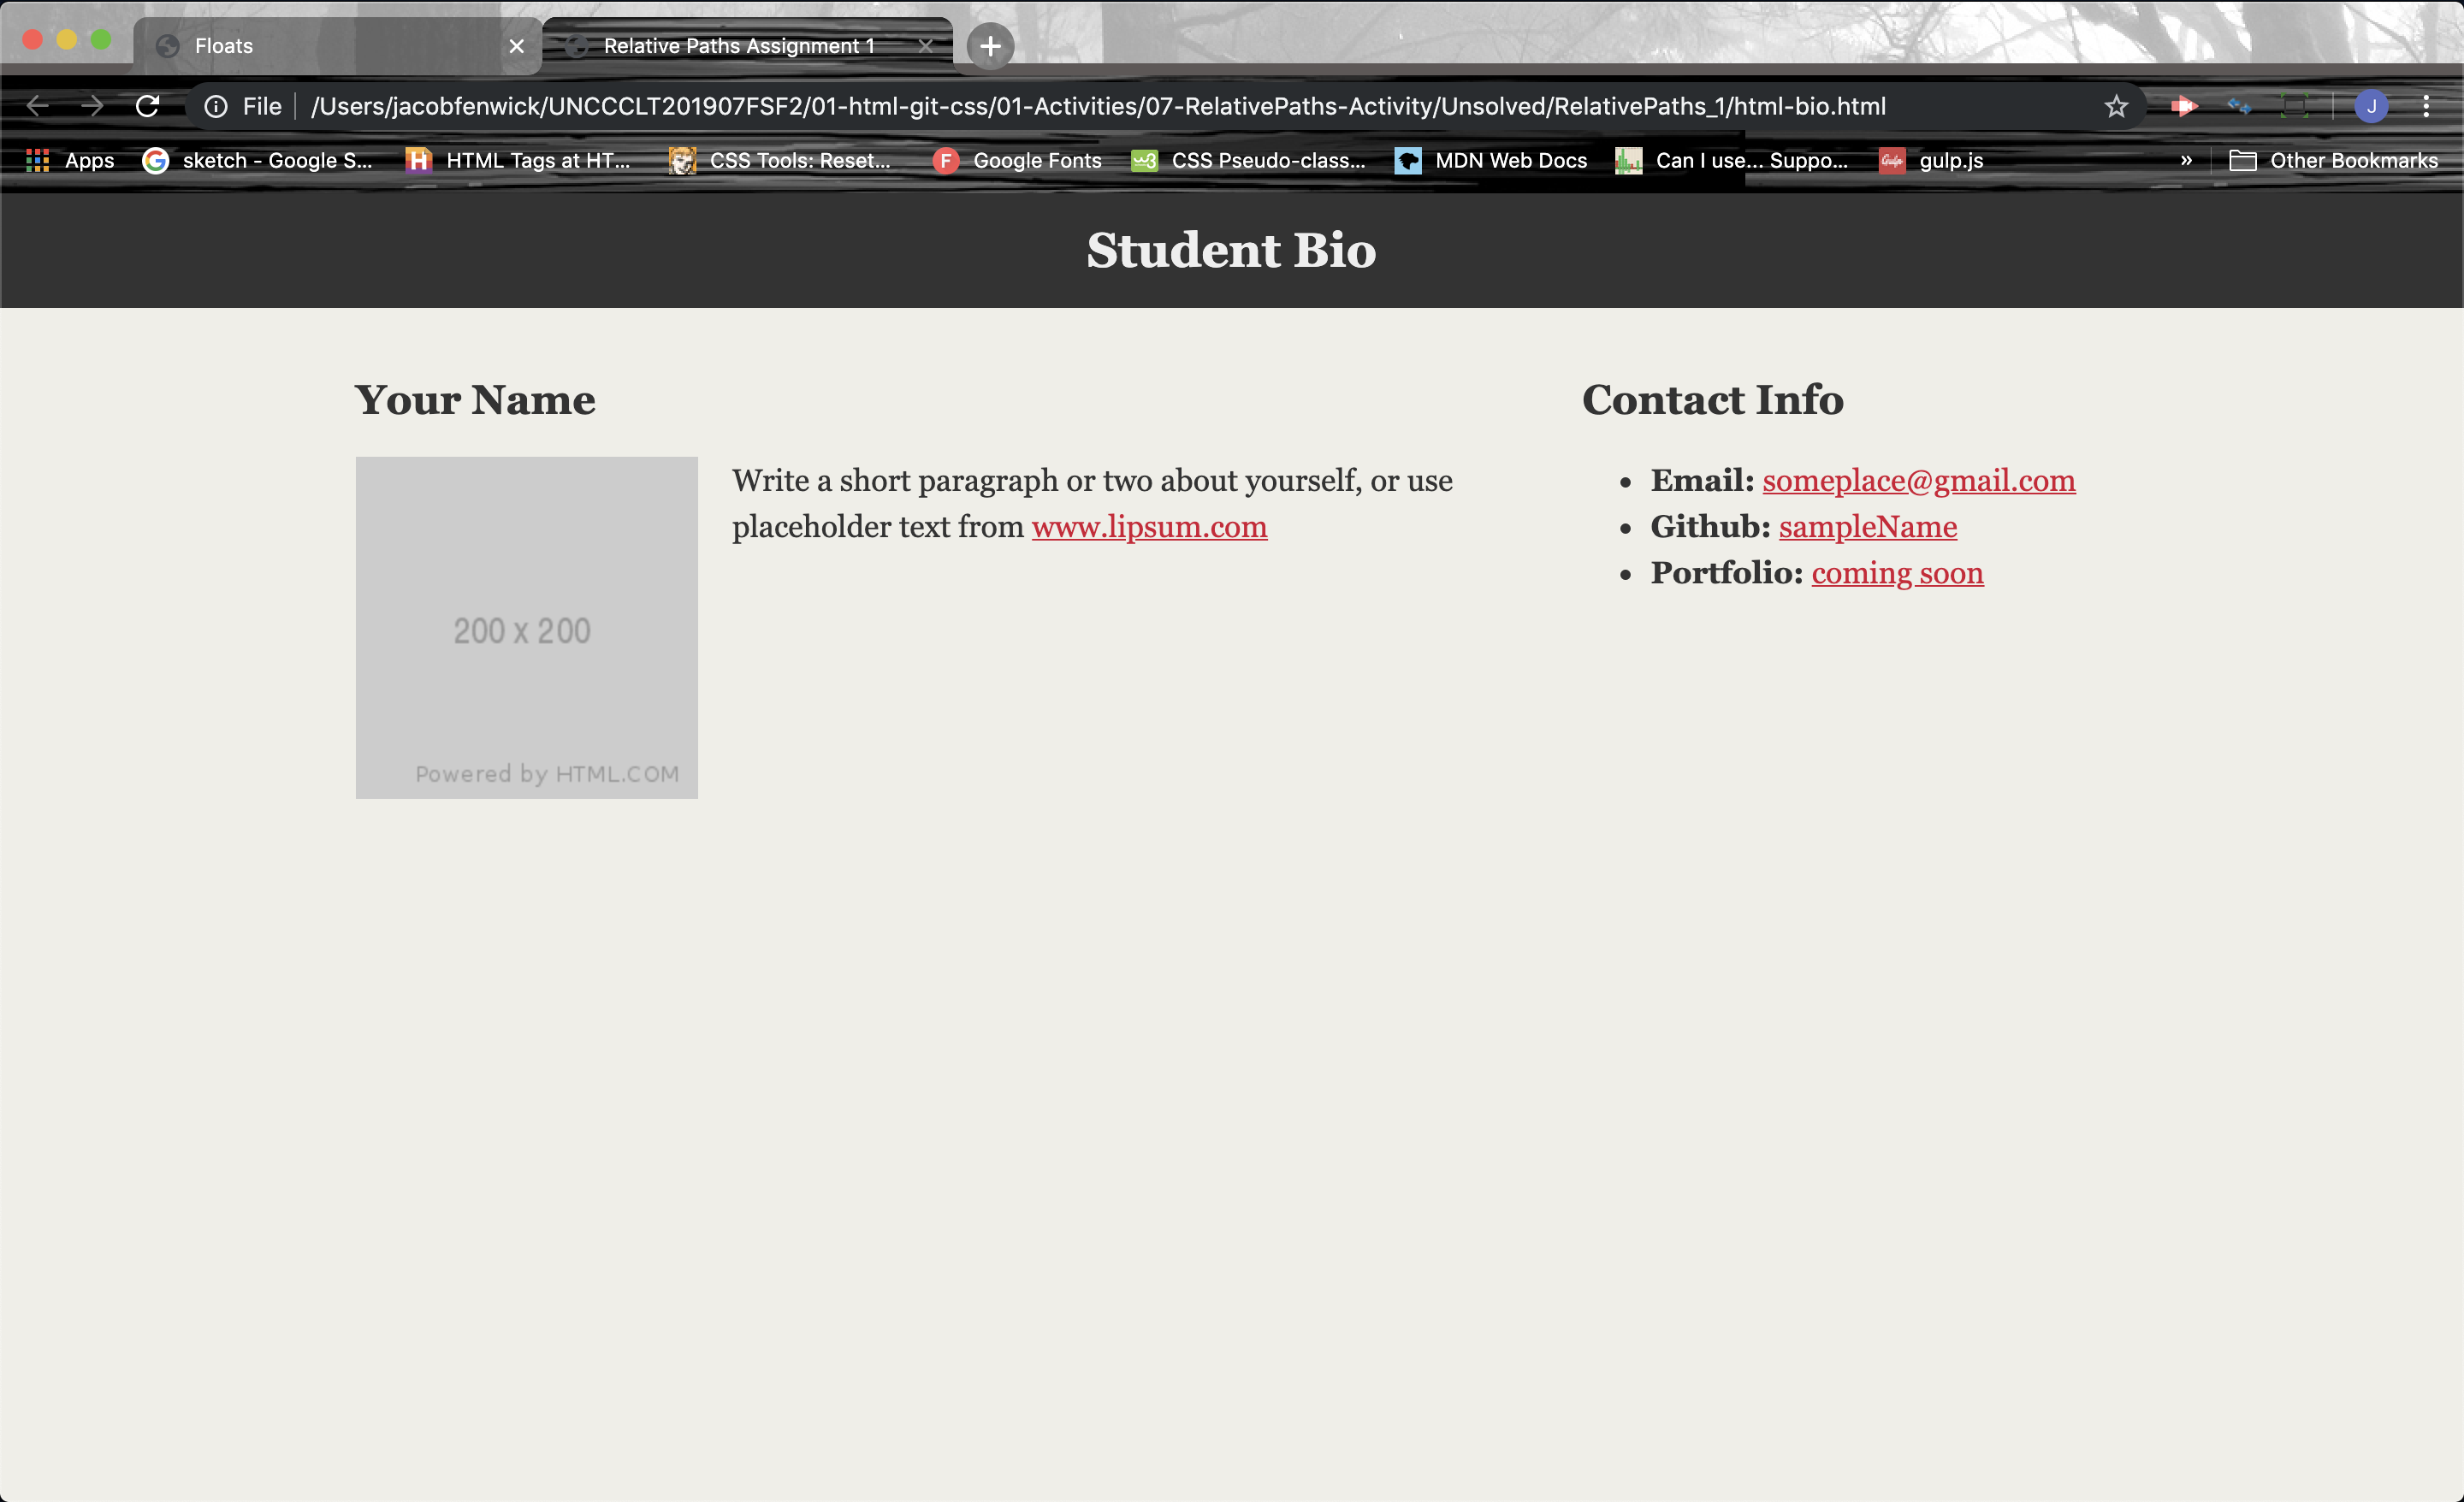 Floats
Relative Paths Assignment 1
File /Users/jacobfenwick/UNCCCLT201907FSF2/01-html-git-css/01-Activities/07-RelativePaths-Activity/Unsolved/RelativePaths_1/html-bio.html
J
Apps
sketch - Google S...
H HTML Tags at HT...
CSS Tools: Reset...
F Google Fonts
w3 CSS Pseudo-class...
MDN Web Docs
Can I use... Suppo...
Gulp gulp.js
»
Other Bookmarks
Student Bio
Your Name
200 x 200
Powered by HTML.COM
Write a short paragraph or two about yourself, or use
placeholder text from www.lipsum.com
Contact Info
• Email: someplace@gmail.com
• Github: sampleName
• Portfolio: coming soon